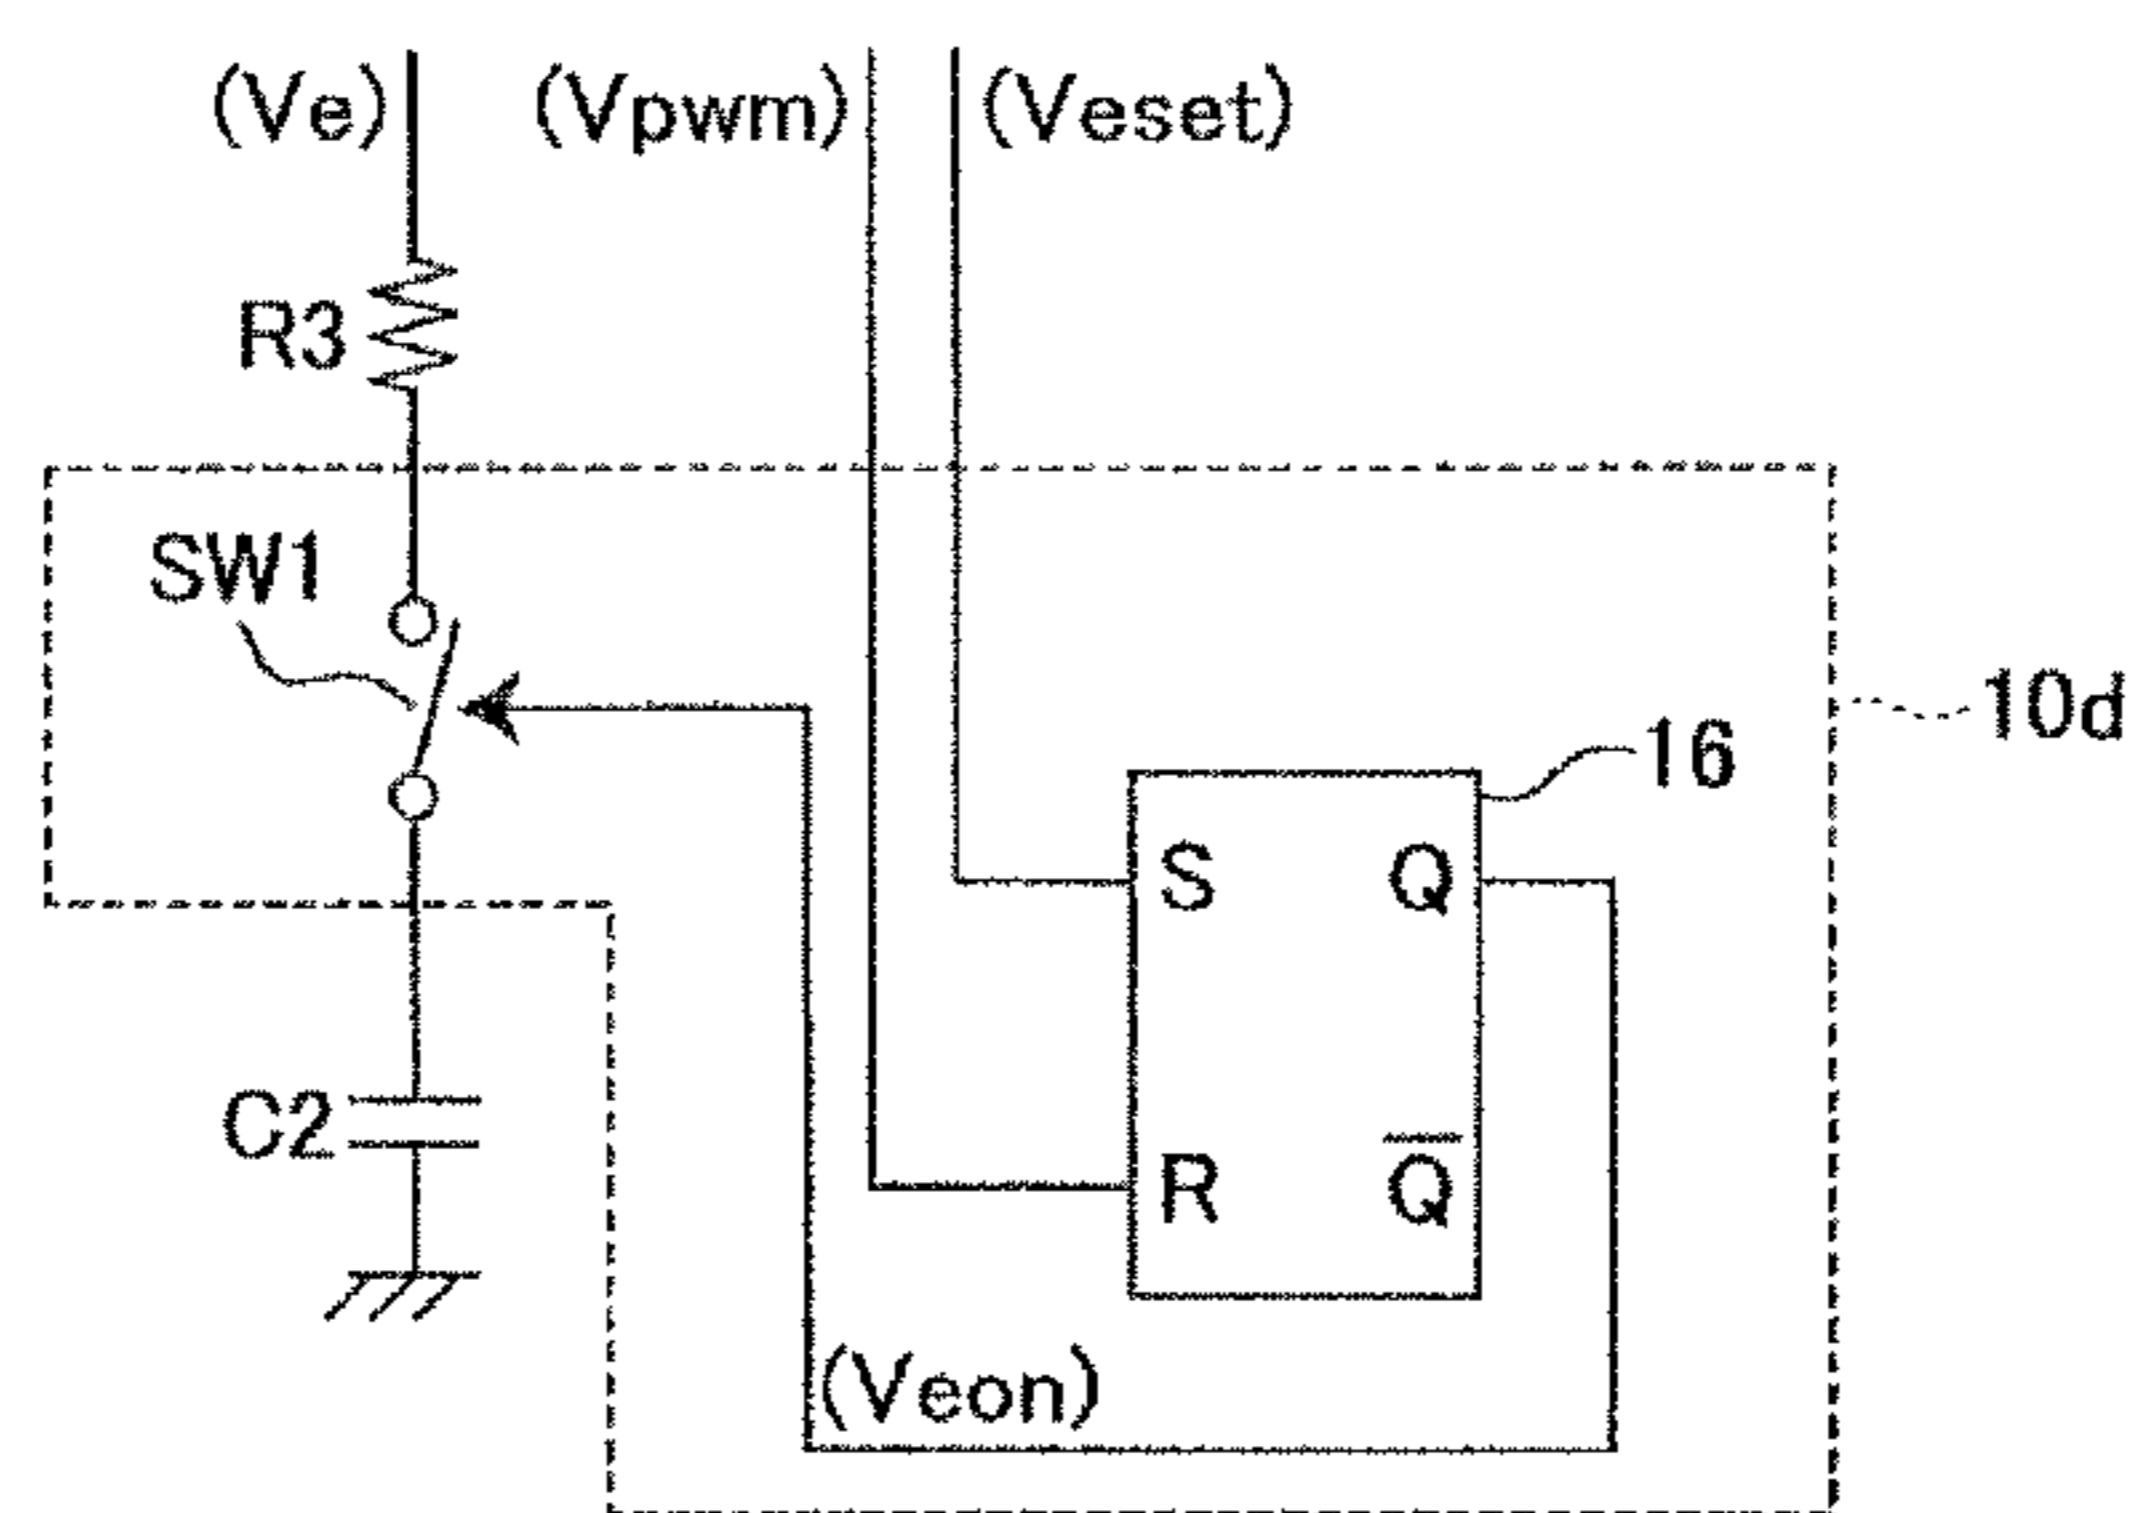 (Ve) (Vpwm) (Veset)
R3
SW1
10d
16
S Q
C2
R Q̅
(Veon)